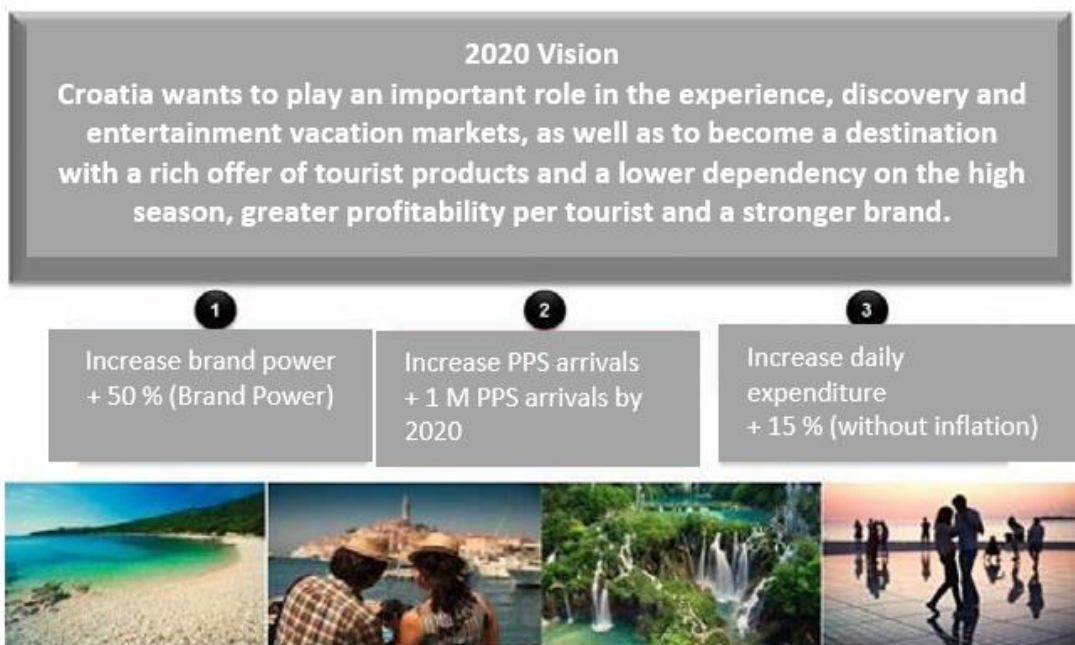 2020 Vision
Croatia wants to play an important role in the experience, discovery and
entertainment vacation markets, as well as to become a destination
with a rich offer of tourist products and a lower dependency on the high
season, greater profitability per tourist and a stronger brand.
1
Increase brand power
+ 50 % (Brand Power)
2
Increase PPS arrivals
+ 1 M PPS arrivals by
2020
3
Increase daily
expenditure
+ 15 % (without inflation)